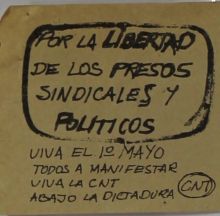 POR LA LIBERTAD
DE LOS PRESOS
SINDICALES Y
POLITICOS
VIVA EL 1º MAYO
TODOS A MANIFESTAR
VIVA LA CNT
ABAJO LA DICTADURA
CNT